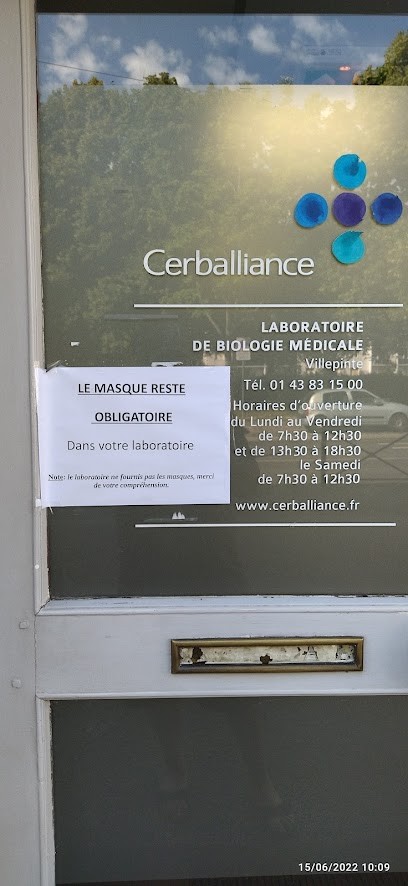 Cerballiance
LABORATOIRE
DE BIOLOGIE MÉDICALE
Villepinte
Tél. 01 43 83 15 00
Horaires d'ouverture
du Lundi au Vendredi
de 7h30 à 12h30
et de 13h30 à 18h30
le Samedi
de 7h30 à 12h30
www.cerballiance.fr
LE MASQUE RESTE
OBLIGATOIRE
Dans votre laboratoire
Note: le laboratoire ne fournis pas les masques, merci
de votre compréhension.
15/06/2022 10:09